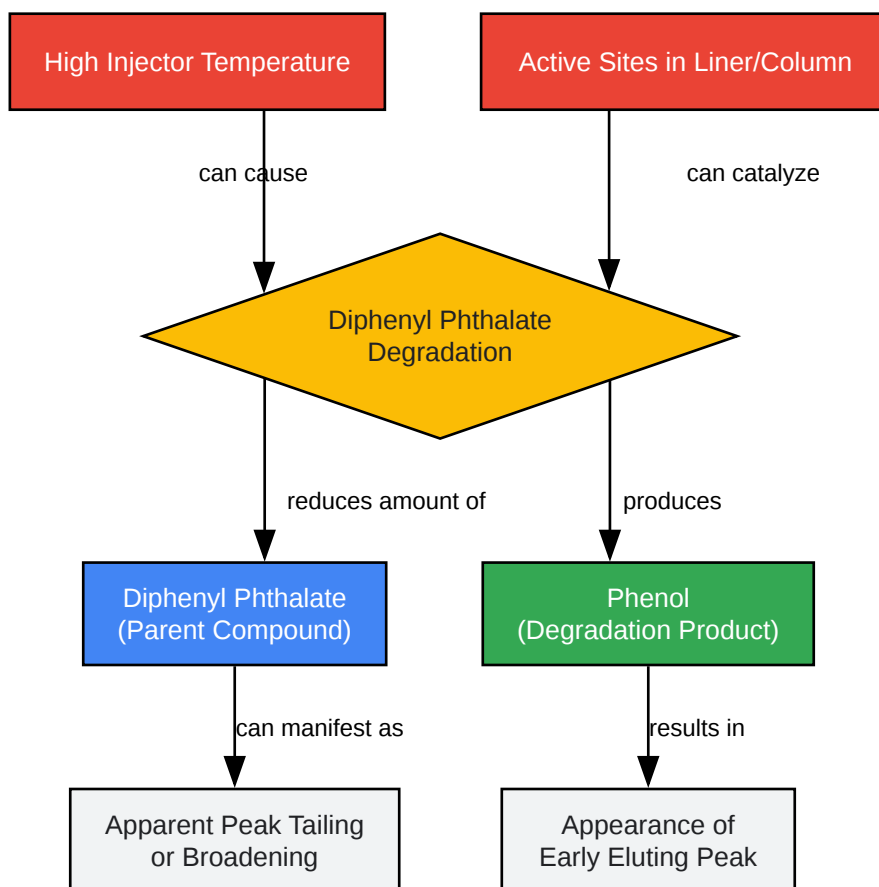 High Injector Temperature
Active Sites in Liner/Column
can cause
can catalyze
Diphenyl Phthalate
Degradation
reduces amount of
produces
Diphenyl Phthalate
(Parent Compound)
Phenol
(Degradation Product)
can manifest as
results in
Apparent Peak Tailing
or Broadening
Appearance of
Early Eluting Peak